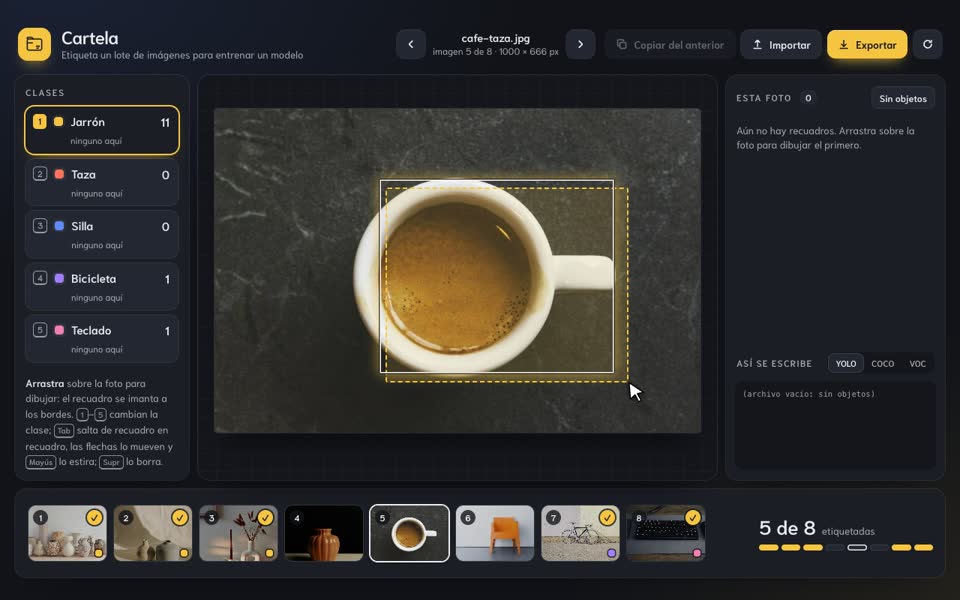 Cartela
Etiqueta un lote de imágenes para entrenar un modelo
cafe-taza.jpg
imagen 5 de 8 · 1000 × 666 px
Copiar del anterior
Importar
Exportar
CLASES
1 Jarrón 11
ninguno aquí
2 Taza 0
ninguno aquí
3 Silla 0
ninguno aquí
4 Bicicleta 1
ninguno aquí
5 Teclado 1
ninguno aquí
Arrastra sobre la foto para
dibujar: el recuadro se imanta a
los bordes. 1–5 cambian la
clase; Tab salta de recuadro en
recuadro, las flechas lo mueven y
Mayús lo estira; Supr lo borra.
ESTA FOTO 0
Sin objetos
Aún no hay recuadros. Arrastra sobre la
foto para dibujar el primero.
ASÍ SE ESCRIBE
YOLO COCO VOC
(archivo vacío: sin objetos)
1
2
3
4
5
6
7
8
5 de 8 etiquetadas